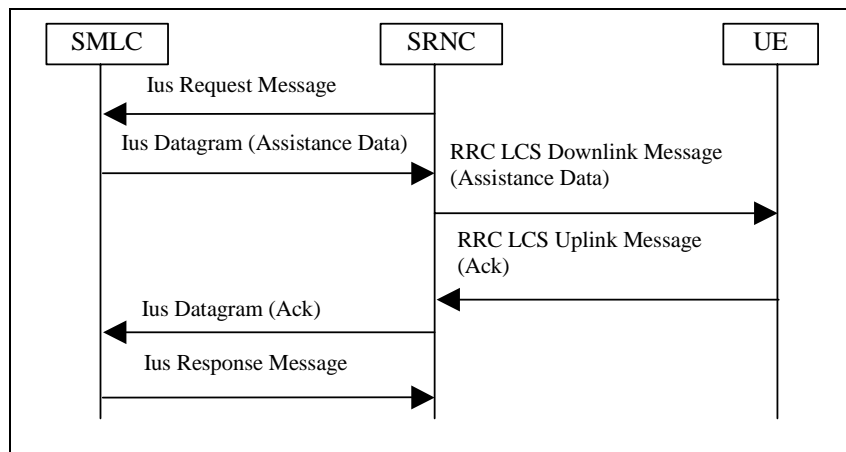 SMLC
SRNC
UE
Ius Request Message
Ius Datagram (Assistance Data)
RRC LCS Downlink Message
(Assistance Data)
RRC LCS Uplink Message
(Ack)
Ius Datagram (Ack)
Ius Response Message